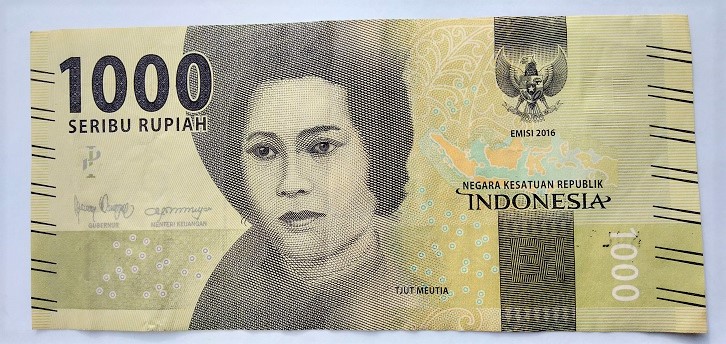 1000
SERIBU RUPIAH
EMISI 2016
NEGARA KESATUAN REPUBLIK
INDONESIA
GUBERNUR
MENTERI KEUANGAN
TJUT MEUTIA
1000